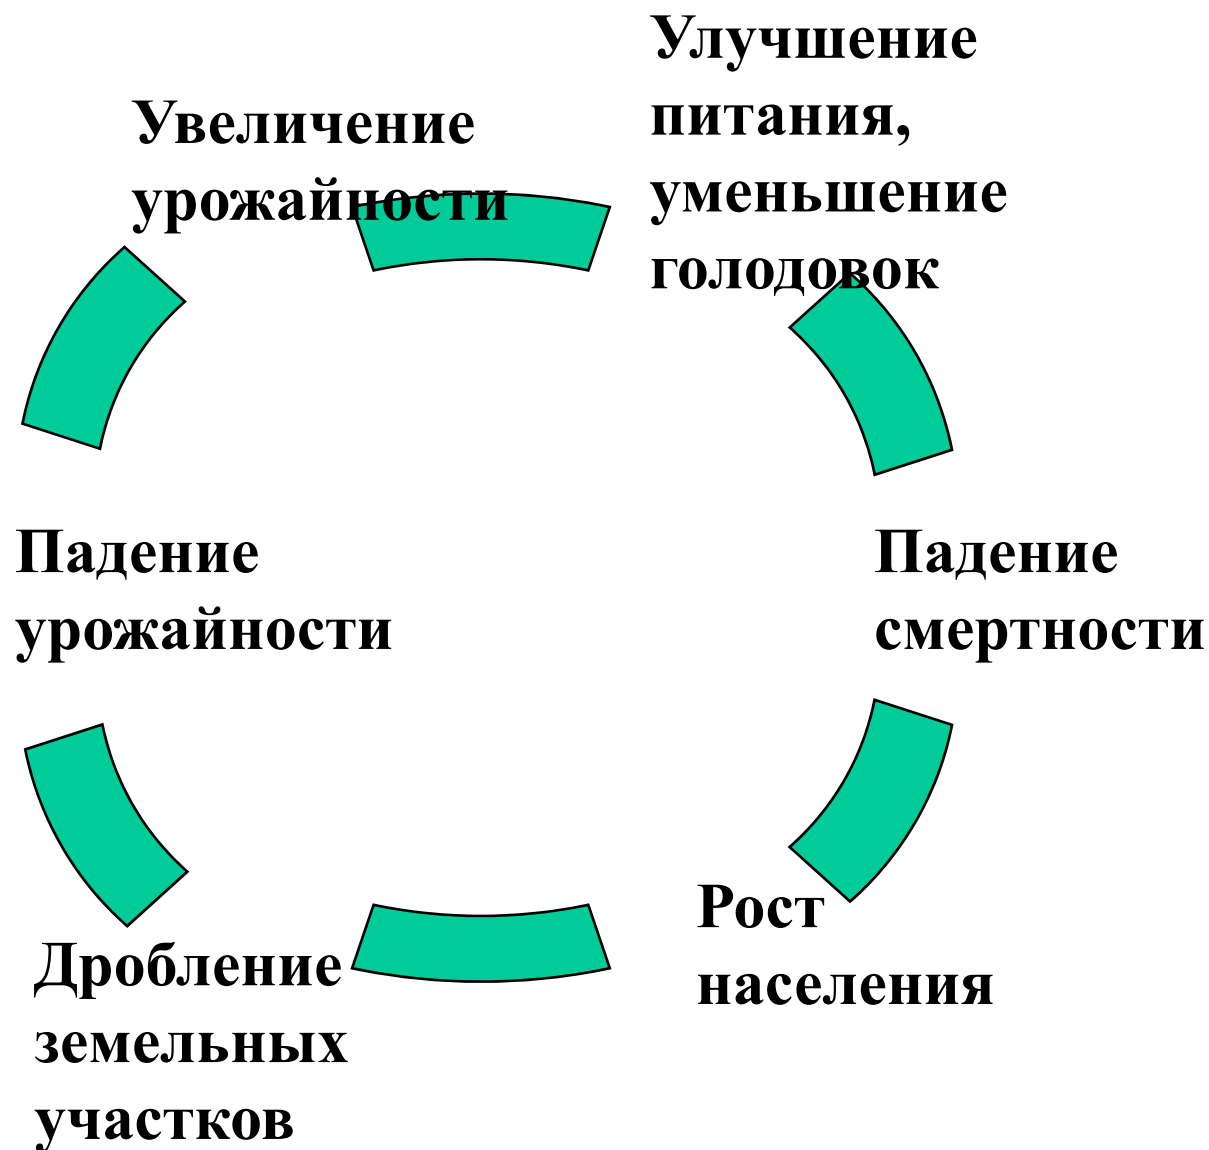 Увеличение
урожайности
Улучшение
питания,
уменьшение
голодовок
Падение
смертности
Рост
населения
Дробление
земельных
участков
Падение
урожайности